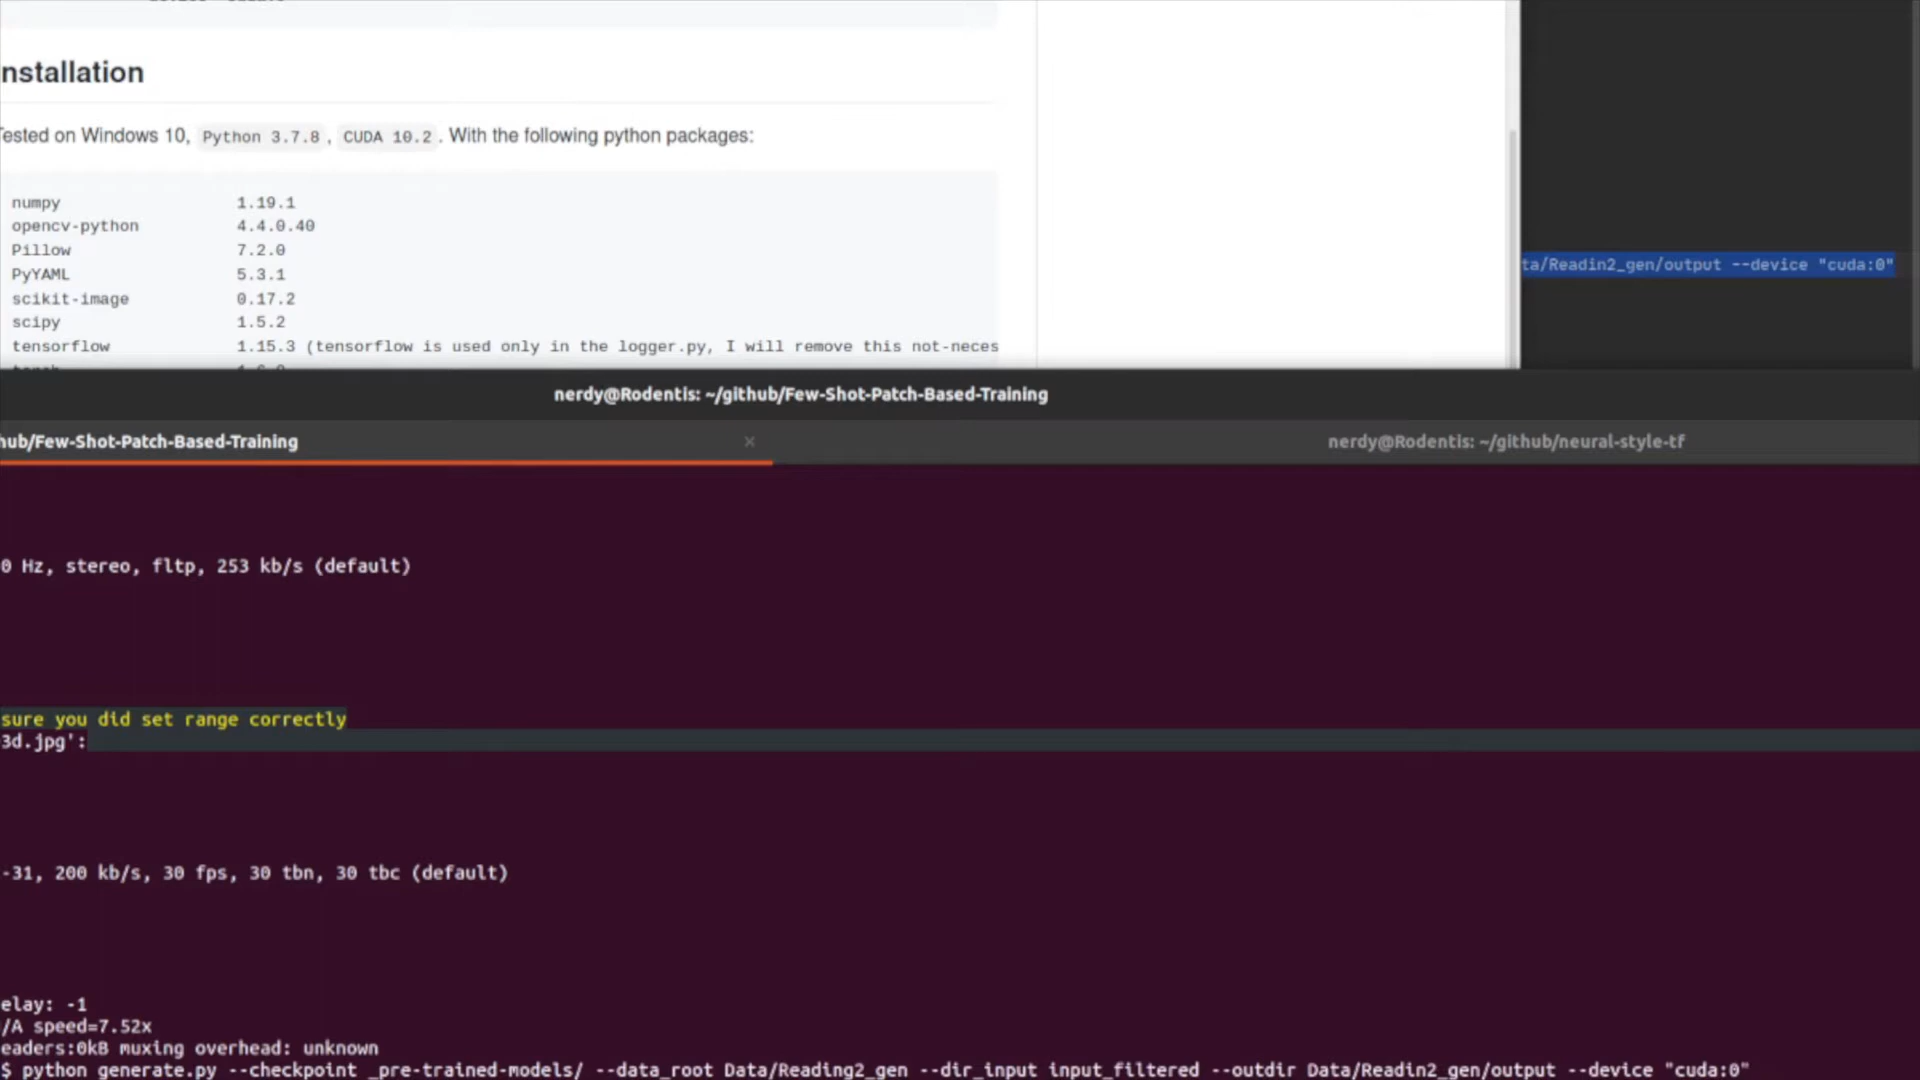 nstallation
Tested on Windows 10, Python 3.7.8, CUDA 10.2. With the following python packages:
numpy 1.19.1
opencv-python 4.4.0.40
Pillow 7.2.0
PyYAML 5.3.1
scikit-image 0.17.2
scipy 1.5.2
tensorflow 1.15.3 (tensorflow is used only in the logger.py, I will remove this not-neces
ta/Readin2_gen/output --device "cuda:0"
nerdy@Rodentis: ~/github/Few-Shot-Patch-Based-Training
hub/Few-Shot-Patch-Based-Training ×
nerdy@Rodentis: ~/github/neural-style-tf
0 Hz, stereo, fltp, 253 kb/s (default)
sure you did set range correctly
3d.jpg':
-31, 200 kb/s, 30 fps, 30 tbn, 30 tbc (default)
elay: -1
/A speed=7.52x
eaders:0kB muxing overhead: unknown
$ python generate.py --checkpoint _pre-trained-models/ --data_root Data/Reading2_gen --dir_input input_filtered --outdir Data/Readin2_gen/output --device "cuda:0"